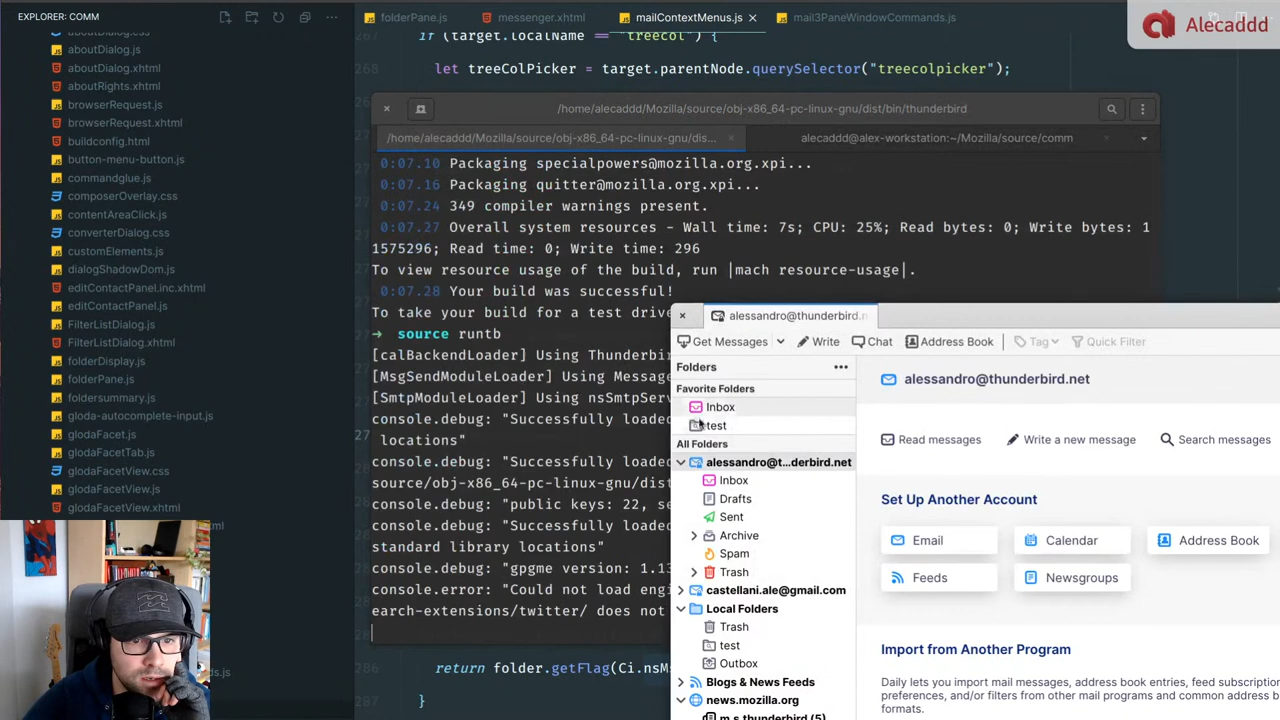 EXPLORER: COMM
aboutDialog.css
aboutDialog.js
aboutDialog.xhtml
aboutRights.xhtml
browserRequest.js
browserRequest.xhtml
buildconfig.html
button-menu-button.js
commandglue.js
composerOverlay.css
contentAreaClick.js
converterDialog.css
customElements.js
dialogShadowDom.js
editContactPanel.inc.xhtml
editContactPanel.js
FilterListDialog.js
FilterListDialog.xhtml
folderDisplay.js
folderPane.js
foldersummary.js
gloda-autocomplete-input.js
glodaFacet.js
glodaFacetTab.js
glodaFacetView.css
glodaFacetView.js
glodaFacetView.xhtml
folderPane.js
messenger.xhtml
mailContextMenus.js
mail3PaneWindowCommands.js
Alecaddd
267 if (target.localName == "treecol") {
268 let treeColPicker = target.parentNode.querySelector("treecolpicker");
/home/alecaddd/Mozilla/source/obj-x86_64-pc-linux-gnu/dist/bin/thunderbird
/home/alecaddd/Mozilla/source/obj-x86_64-pc-linux-gnu/dis...
alecaddd@alex-workstation:~/Mozilla/source/comm
0:07.10 Packaging specialpowers@mozilla.org.xpi...
0:07.16 Packaging quitter@mozilla.org.xpi...
0:07.24 349 compiler warnings present.
0:07.27 Overall system resources - Wall time: 7s; CPU: 25%; Read bytes: 0; Write bytes: 1
1575296; Read time: 0; Write time: 296
To view resource usage of the build, run |mach resource-usage|.
0:07.28 Your build was successful!
To take your build for a test drive
→ source runtb
[calBackendLoader] Using Thunderbir
[MsgSendModuleLoader] Using Message
[SmtpModuleLoader] Using nsSmtpServ
console.debug: "Successfully loaded
locations"
console.debug: "Successfully loaded
source/obj-x86_64-pc-linux-gnu/dist
console.debug: "public keys: 22, se
console.debug: "Successfully loaded
standard library locations"
console.debug: "gpgme version: 1.13
console.error: "Could not load engi
earch-extensions/twitter/ does not
286 return folder.getFlag(Ci.nsMs
287 }
alessandro@thunderbird.n
Get Messages
Write
Chat
Address Book
Tag
Quick Filter
Folders
Favorite Folders
Inbox
test
All Folders
alessandro@t...derbird.net
Inbox
Drafts
Sent
Archive
Spam
Trash
castellani.ale@gmail.com
Local Folders
Trash
test
Outbox
Blogs & News Feeds
news.mozilla.org
m.s.thunderbird (5)
alessandro@thunderbird.net
Read messages
Write a new message
Search messages
Set Up Another Account
Email
Calendar
Address Book
Feeds
Newsgroups
Import from Another Program
Daily lets you import mail messages, address book entries, feed subscription
preferences, and/or filters from other mail programs and common address b
formats.